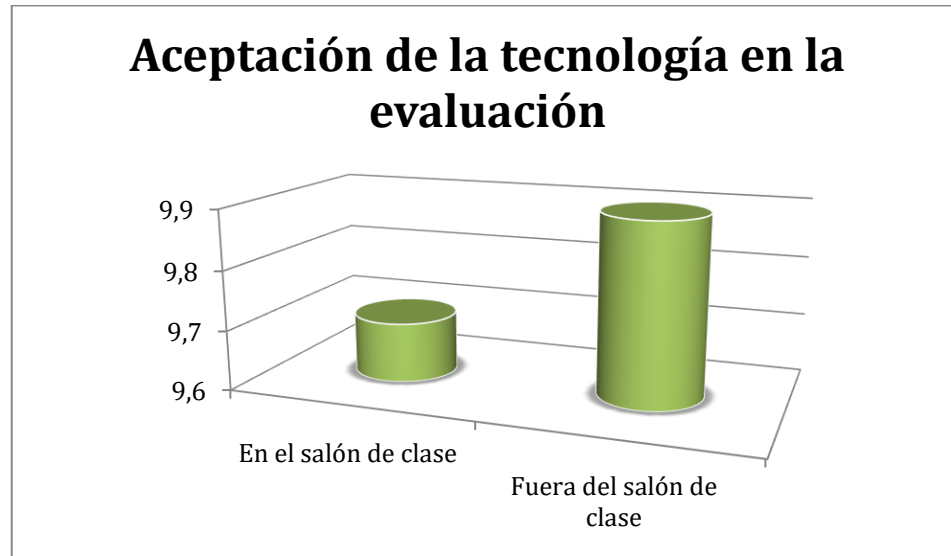 Aceptación de la tecnología en la
evaluación
9,9
9,8
9,7
9,6
En el salón de clase
Fuera del salón de
clase